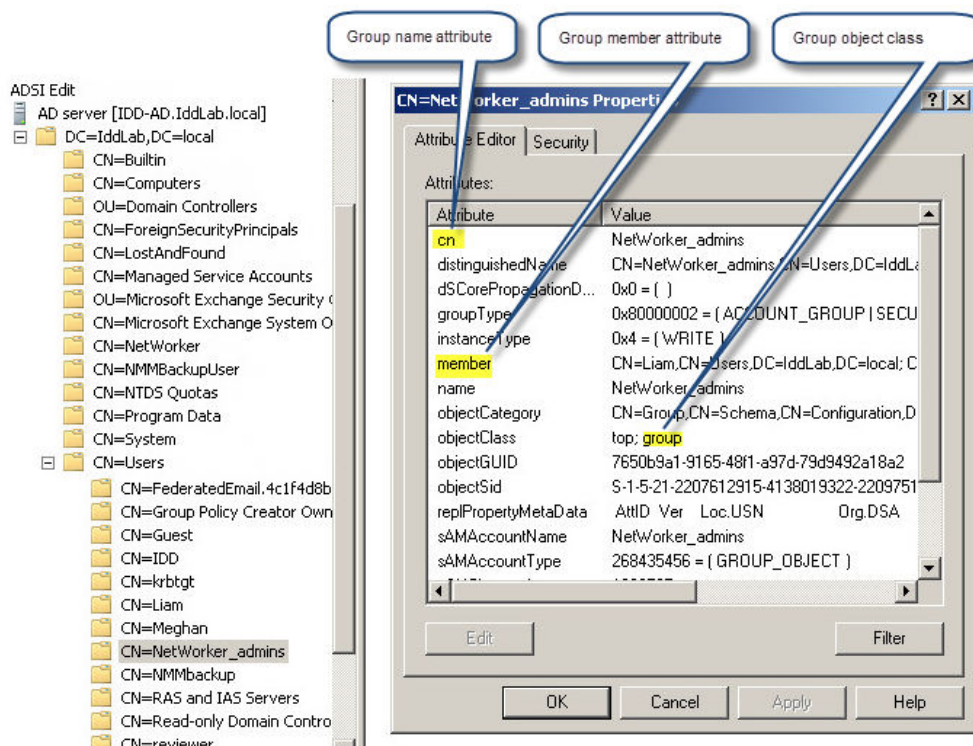 Group name attribute
Group member attribute
Group object class
ADSI Edit
AD server [IDD-AD.IddLab.local]
DC=IddLab,DC=local
CN=Builtin
CN=Computers
OU=Domain Controllers
CN=ForeignSecurityPrincipals
CN=LostAndFound
CN=Managed Service Accounts
OU=Microsoft Exchange Security
CN=Microsoft Exchange System O
CN=NetWorker
CN=NMMBackupUser
CN=NTDS Quotas
CN=Program Data
CN=System
CN=Users
CN=FederatedEmail.4c1f4d8b
CN=Group Policy Creator Own
CN=Guest
CN=IDD
CN=krbtgt
CN=Liam
CN=Meghan
CN=NetWorker_admins
CN=NMMbackup
CN=RAS and IAS Servers
CN=Read-only Domain Contro
CN=reviewer
CN=NetWorker_admins Properties
Attribute Editor Security
Attributes:
Attribute Value
cn NetWorker_admins
distinguishedName CN=NetWorker_admins,CN=Users,DC=IddLa
dSCorePropagationD... 0x0 = ( )
groupType 0x80000002 = ( ACCOUNT_GROUP | SECU
instanceType 0x4 = ( WRITE )
member CN=Liam,CN=Users,DC=IddLab,DC=local; C
name NetWorker_admins
objectCategory CN=Group,CN=Schema,CN=Configuration,D
objectClass top; group
objectGUID 7650b9a1-9165-48f1-a97d-79d9492a18a2
objectSid S-1-5-21-2207612915-4138019322-2209751
replPropertyMetaData AttID Ver Loc.USN Org.DSA
sAMAccountName NetWorker_admins
sAMAccountType 268435456 = ( GROUP_OBJECT )
Edit Filter
OK Cancel Apply Help